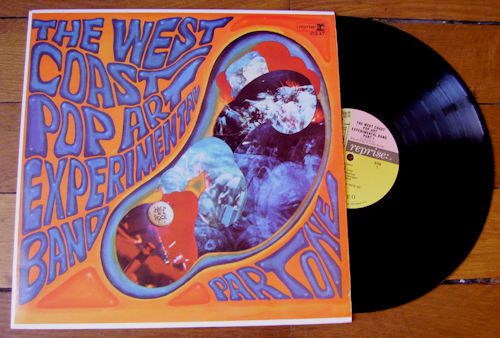 THE WEST
COAST
POP ART
EXPERIMENTAL
BAND
PART ONE
reprise
THE WEST COAST
POP ART
EXPERIMENTAL BAND
reprise: